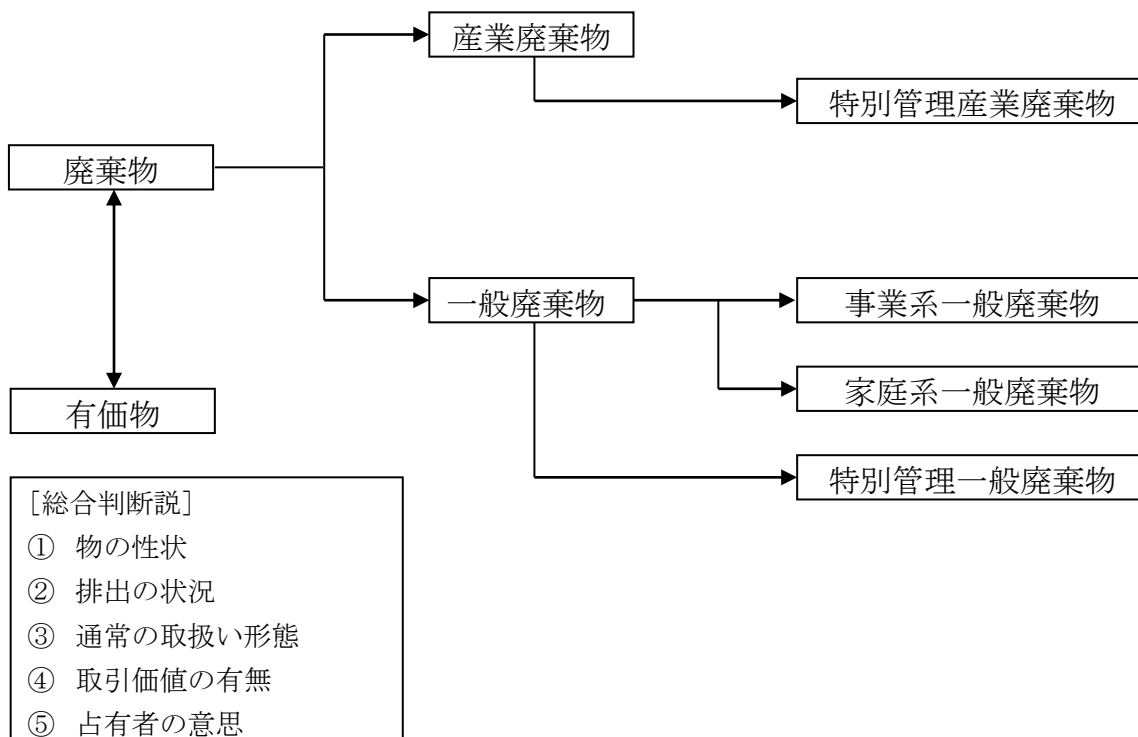 産業廃棄物
特別管理産業廃棄物
廃棄物
一般廃棄物
事業系一般廃棄物
家庭系一般廃棄物
有価物
特別管理一般廃棄物
［総合判断説］
① 物の性状
② 排出の状況
③ 通常の取扱い形態
④ 取引価値の有無
⑤ 占有者の意思